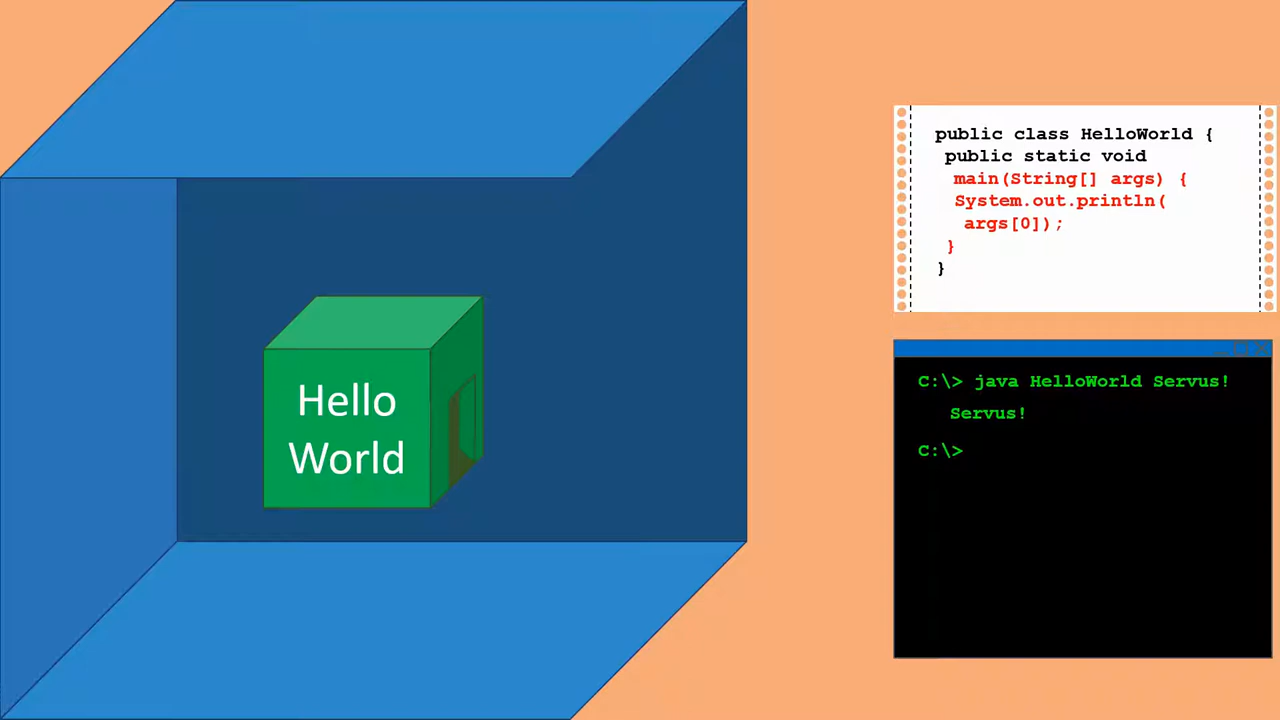 Hello
World
public class HelloWorld {
public static void
main(String[] args) {
System.out.println(
args[0]);
}
}
C:\> java HelloWorld Servus!
Servus!
C:\>